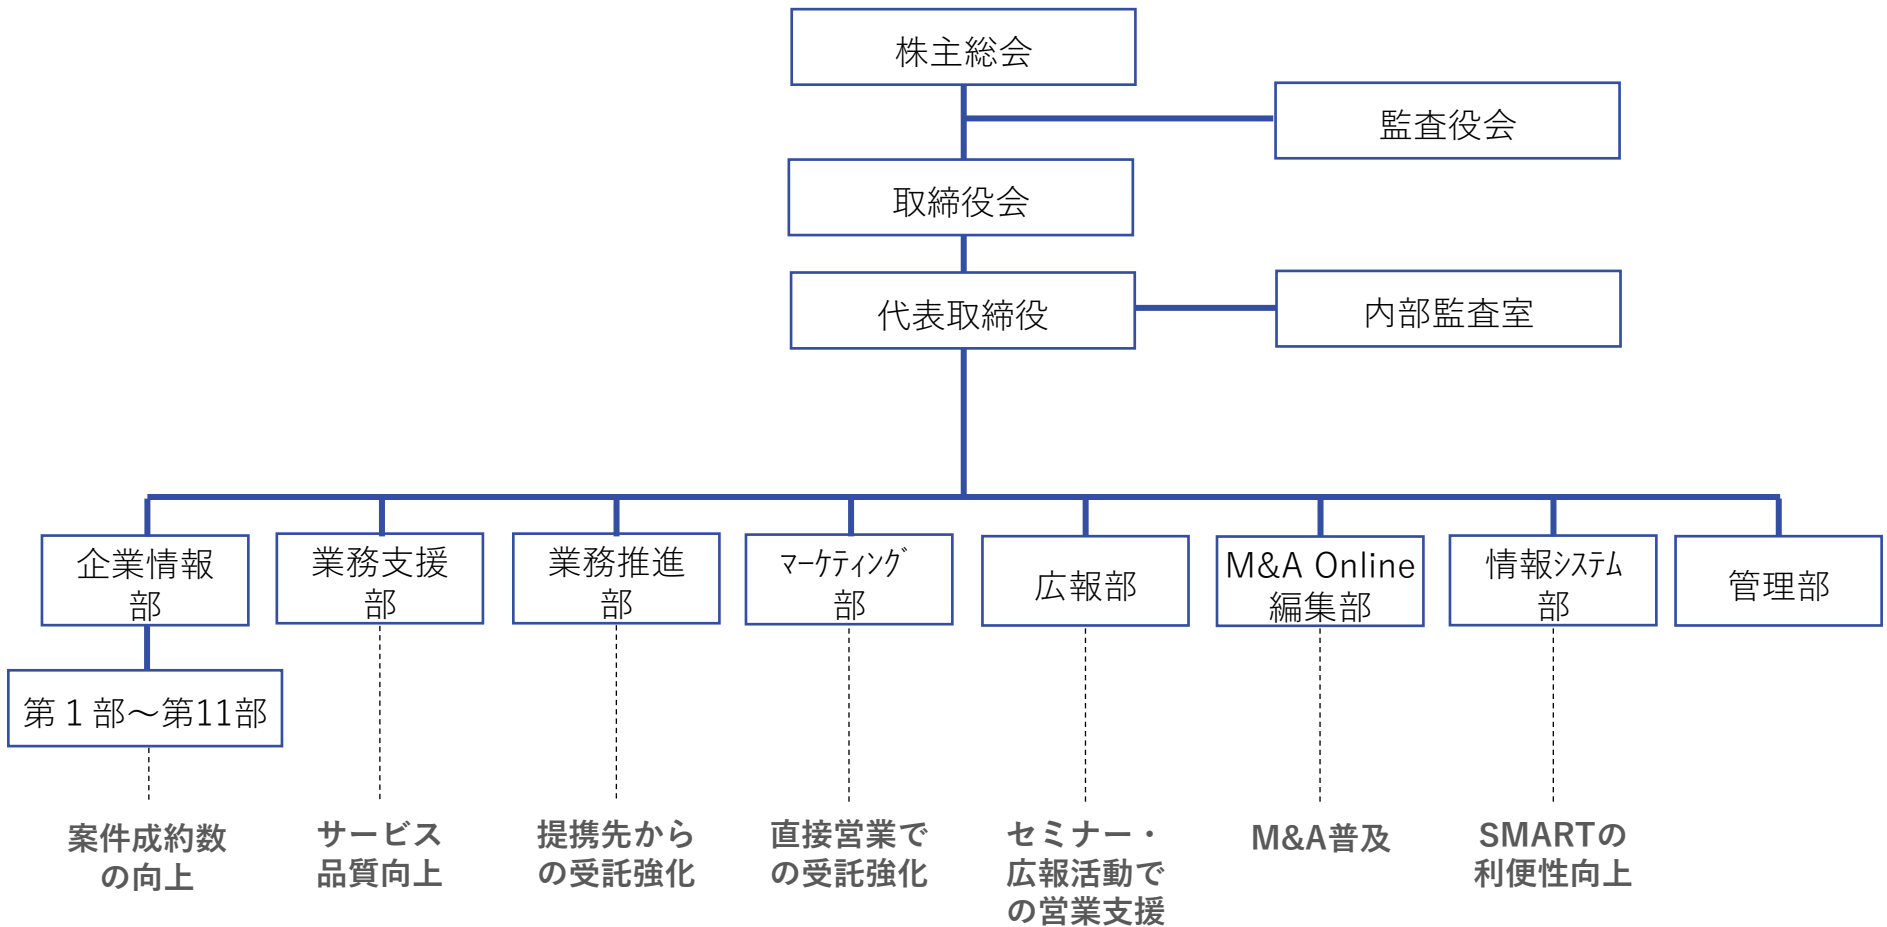 株主総会
監査役会
取締役会
代表取締役
内部監査室
企業情報
部
業務支援
部
業務推進
部
ﾏｰｹﾃｨﾝｸﾞ
部
広報部
M&A Online
編集部
情報ｼｽﾃﾑ
部
管理部
第１部～第11部
案件成約数
の向上
サービス
品質向上
提携先から
の受託強化
直接営業で
の受託強化
セミナー・
広報活動で
の営業支援
M&A普及
SMARTの
利便性向上